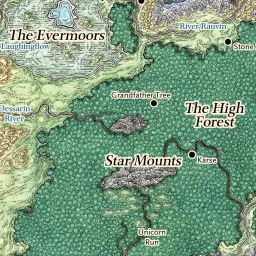 River Rauvin
The Evermoors
Laughingflow
Stone
Grandfather Tree
Dessarin
River
The High
Forest
Star Mounts
Karse
Unicorn
Run